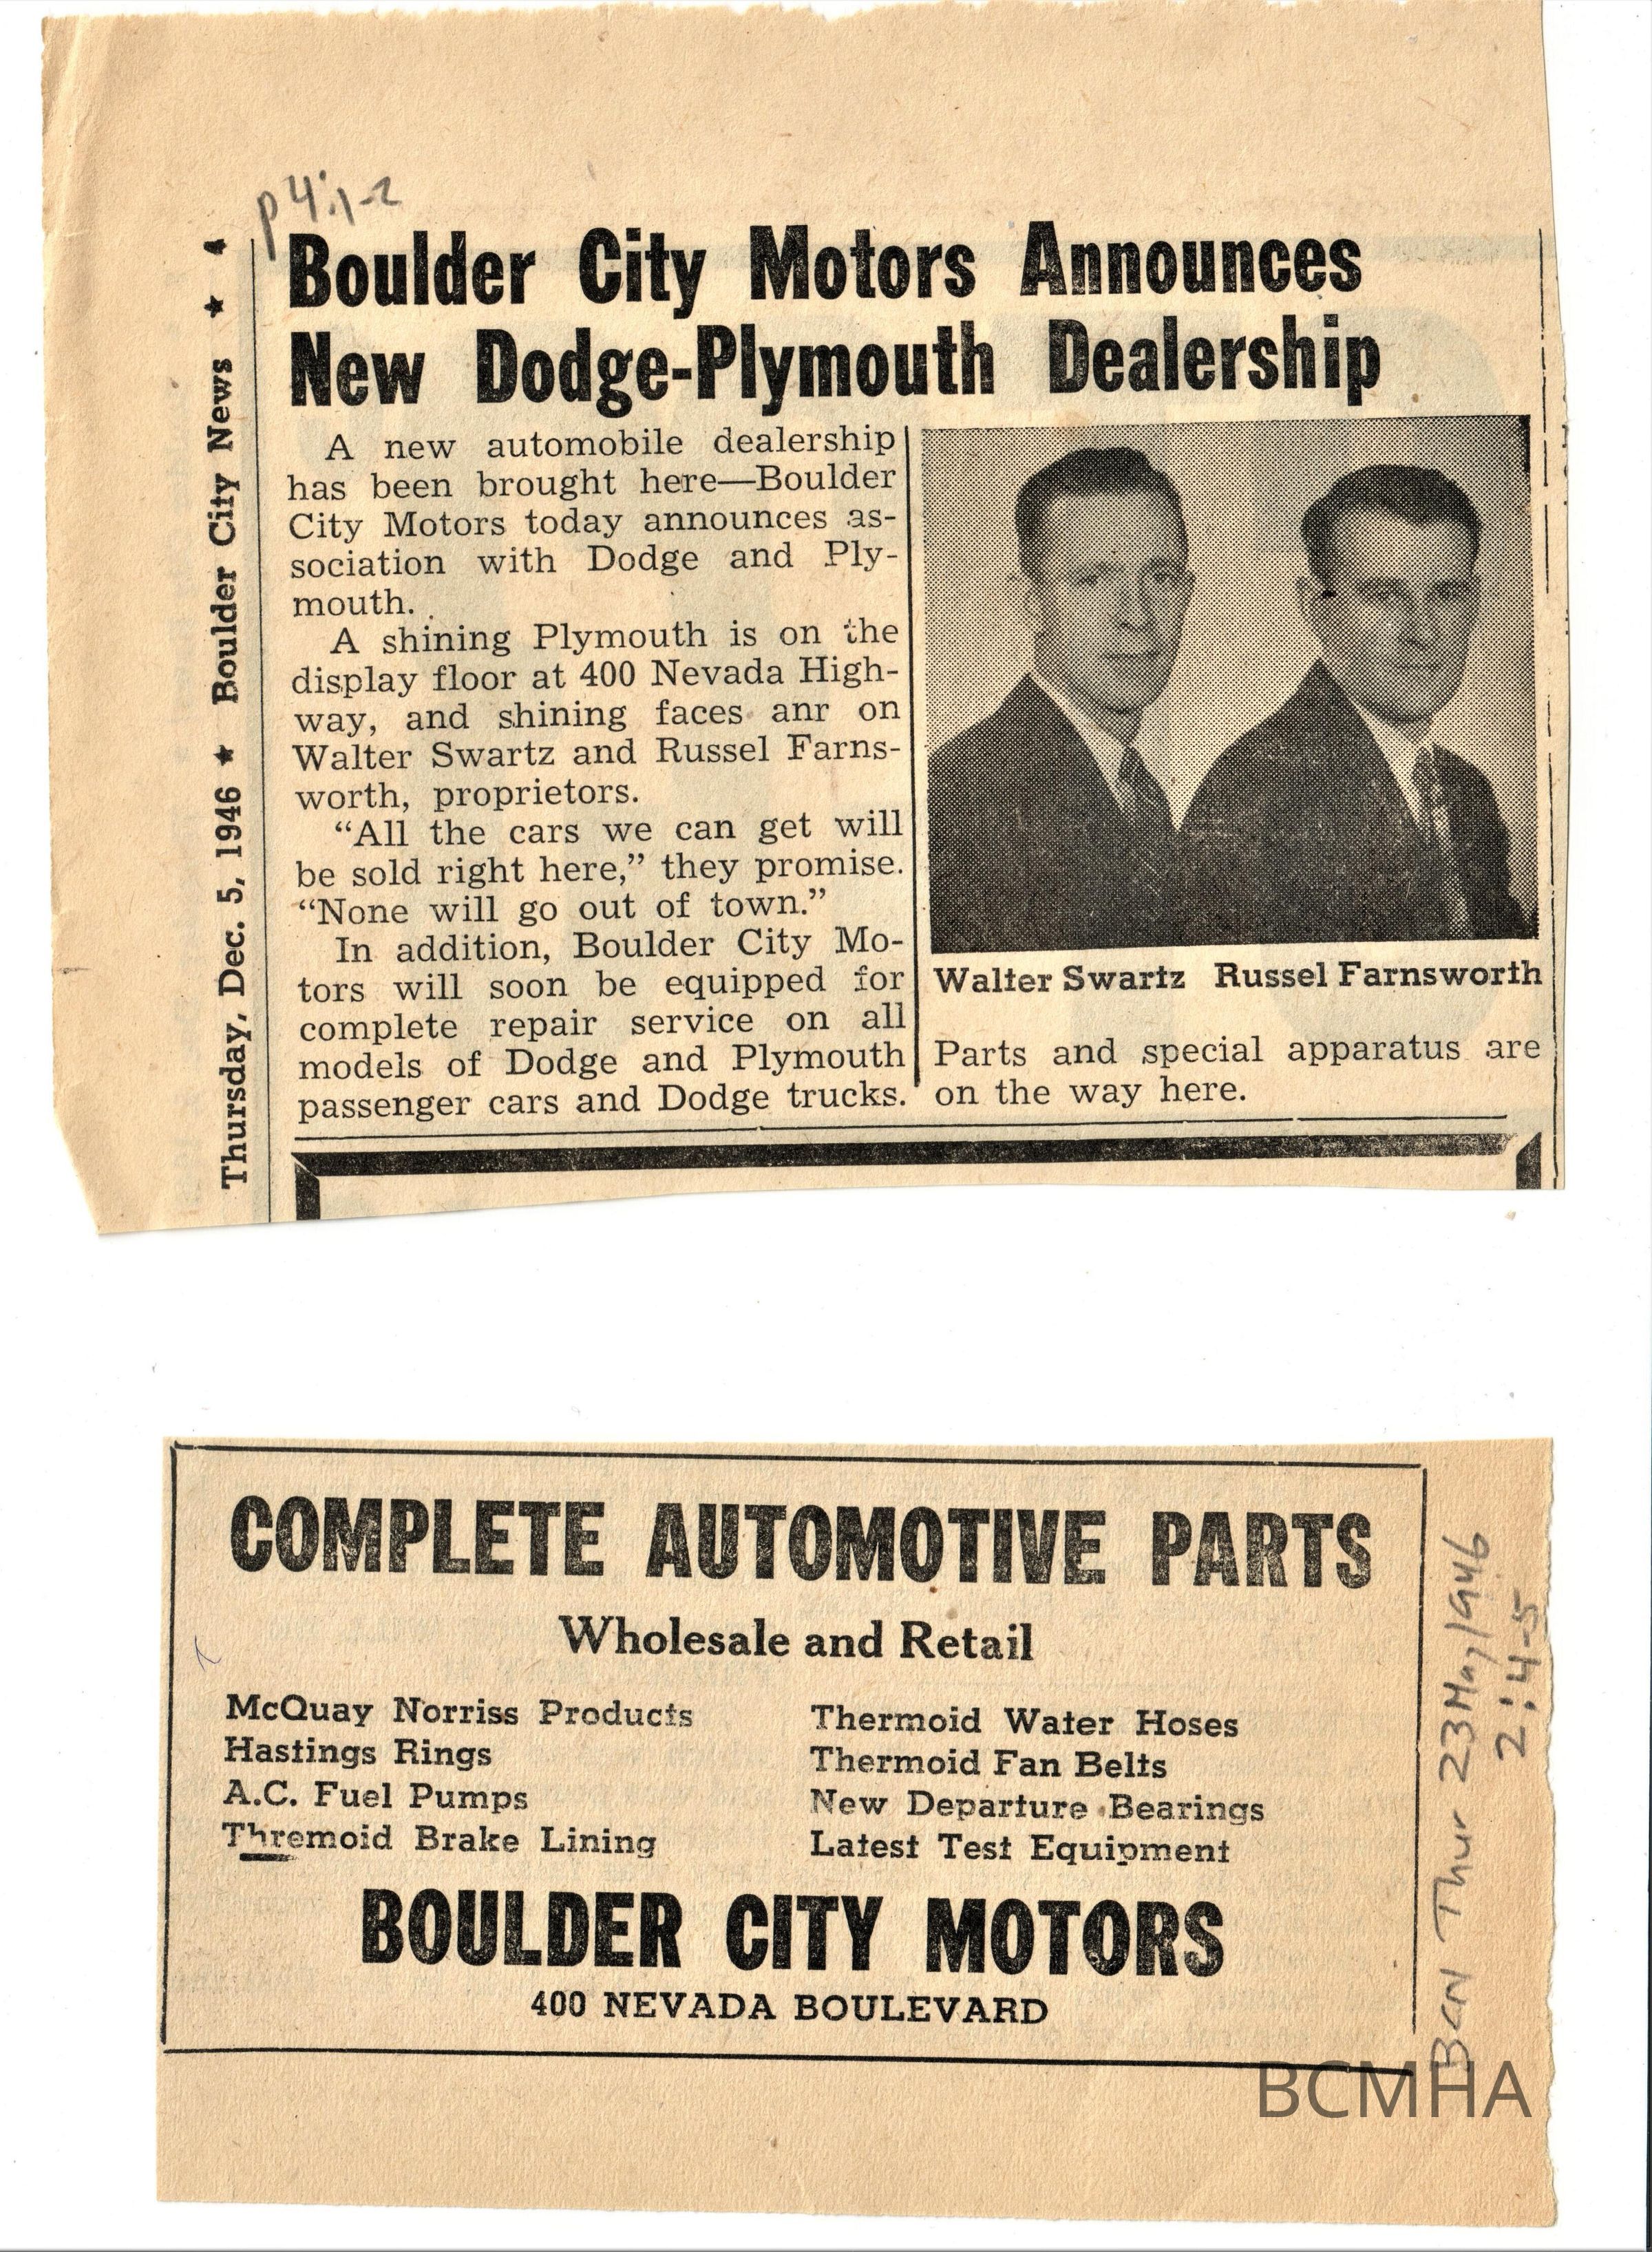 p4:1-2
Thursday, Dec. 5, 1946 ★ Boulder City News ★ 4
Boulder City Motors Announces
New Dodge-Plymouth Dealership
A new automobile dealership
has been brought here—Boulder
City Motors today announces as-
sociation with Dodge and Ply-
mouth.
A shining Plymouth is on the
display floor at 400 Nevada High-
way, and shining faces anr on
Walter Swartz and Russel Farns-
worth, proprietors.
“All the cars we can get will
be sold right here,” they promise.
“None will go out of town.”
In addition, Boulder City Mo-
tors will soon be equipped for
complete repair service on all
models of Dodge and Plymouth
passenger cars and Dodge trucks.
Walter Swartz Russel Farnsworth
Parts and special apparatus are
on the way here.
COMPLETE AUTOMOTIVE PARTS
Wholesale and Retail
McQuay Norriss Products
Hastings Rings
A.C. Fuel Pumps
Thremoid Brake Lining
Thermoid Water Hoses
Thermoid Fan Belts
New Departure Bearings
Latest Test Equipment
BOULDER CITY MOTORS
400 NEVADA BOULEVARD
BCN Thur 23 May 1946
2:4-5
BCMHA